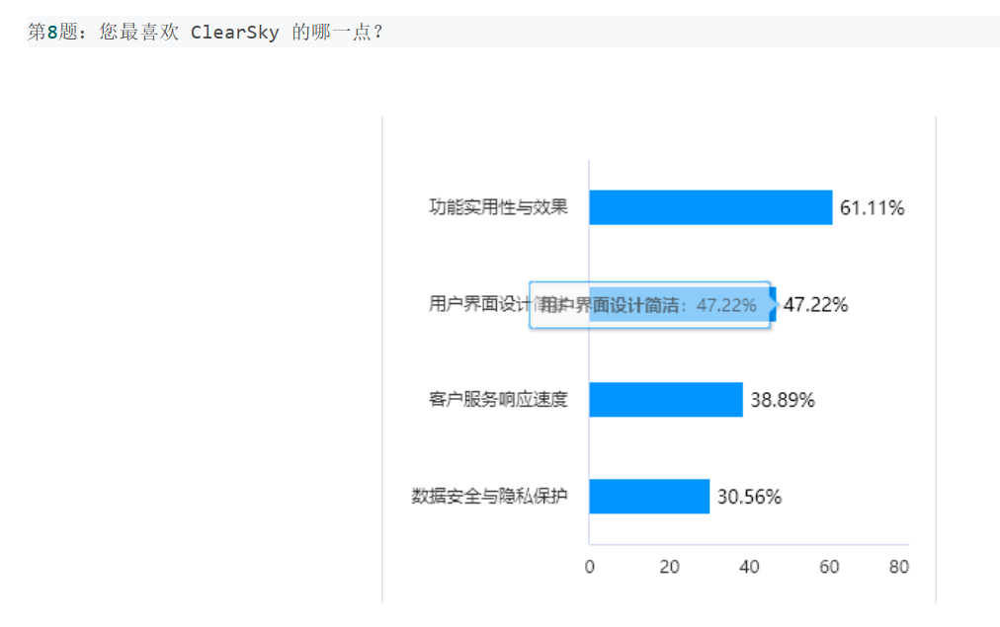 第8题：您最喜欢 ClearSky 的哪一点？
功能实用性与效果 61.11%
用户界面设计简洁 47.22%
用户界面设计简洁：47.22%
客户服务响应速度 38.89%
数据安全与隐私保护 30.56%
0 20 40 60 80